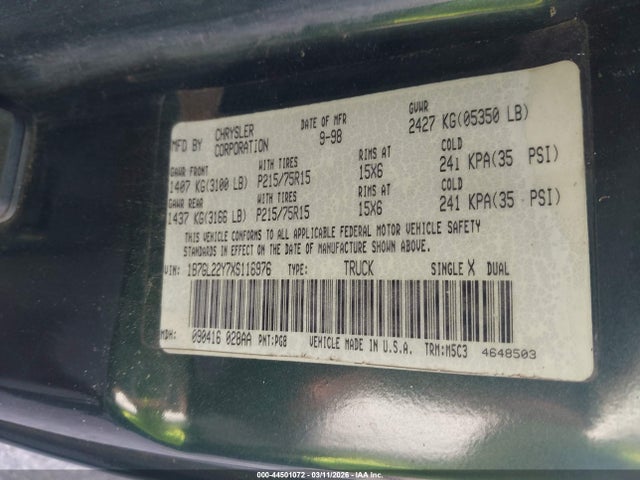 MFD BY CHRYSLER CORPORATION DATE OF MFR 9-98 GVWR 2427 KG(05350 LB)
GAWR FRONT WITH TIRES RIMS AT COLD
1407 KG(3100 LB) P215/75R15 15X6 241 KPA(35 PSI)
GAWR REAR WITH TIRES RIMS AT COLD
1437 KG(3166 LB) P215/75R15 15X6 241 KPA(35 PSI)
THIS VEHICLE CONFORMS TO ALL APPLICABLE FEDERAL MOTOR VEHICLE SAFETY
STANDARDS IN EFFECT ON THE DATE OF MANUFACTURE SHOWN ABOVE.
VIN: 1B7GL22Y7XS116976 TYPE: TRUCK SINGLE X DUAL
MDH: 090416 028AA PNT:PG8 VEHICLE MADE IN U.S.A. TRM:M5C3 4648503
000-44501072 - 03/11/2026 - IAA Inc.